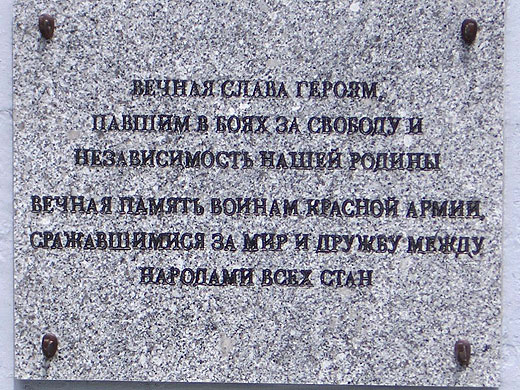 ВЕЧНАЯ СЛАВА ГЕРОЯМ,
ПАВШИМ В БОЯХ ЗА СВОБОДУ И
НЕЗАВИСИМОСТЬ НАШЕЙ РОДИНЫ
ВЕЧНАЯ ПАМЯТЬ ВОИНАМ КРАСНОЙ АРМИИ,
СРАЖАВШИМИСЯ ЗА МИР И ДРУЖБУ МЕЖДУ
НАРОДАМИ ВСЕХ СТАН